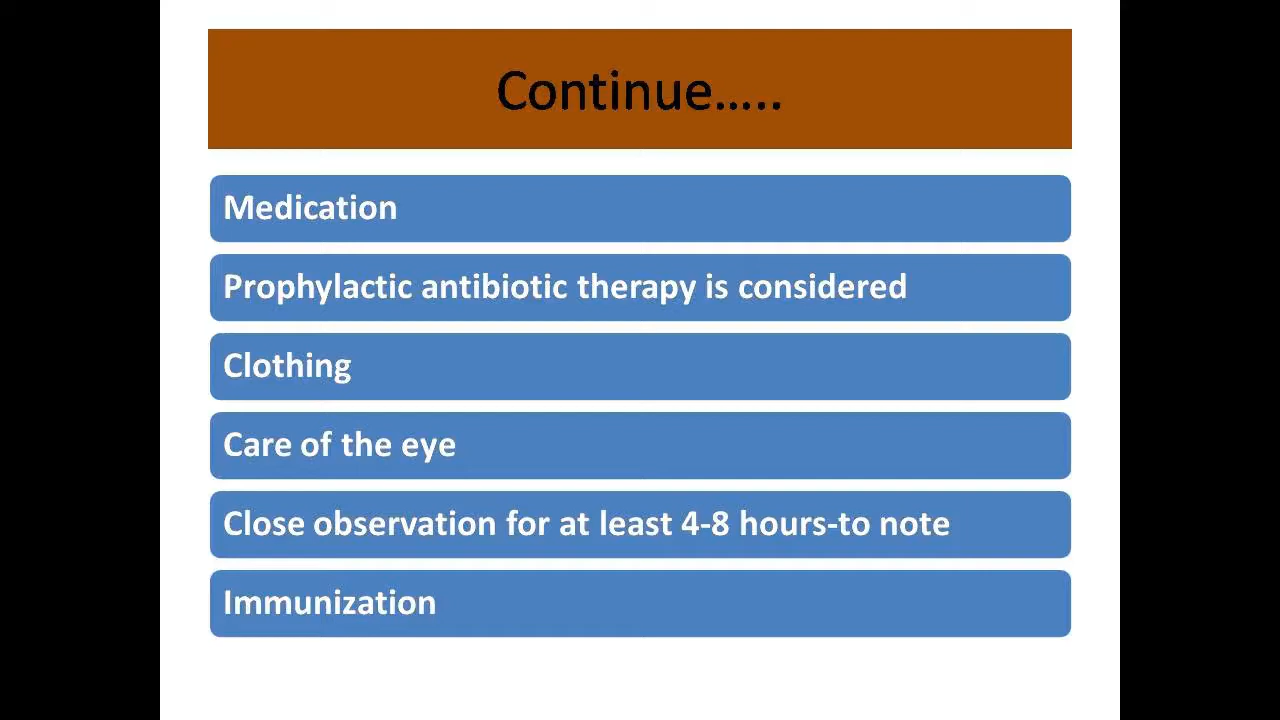 Continue.....
Medication
Prophylactic antibiotic therapy is considered
Clothing
Care of the eye
Close observation for at least 4-8 hours-to note
Immunization